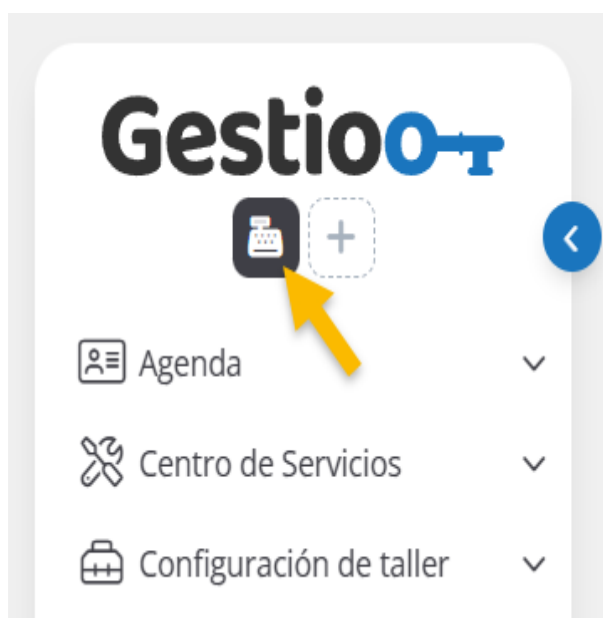 Gestioo
Agenda
Centro de Servicios
Configuración de taller